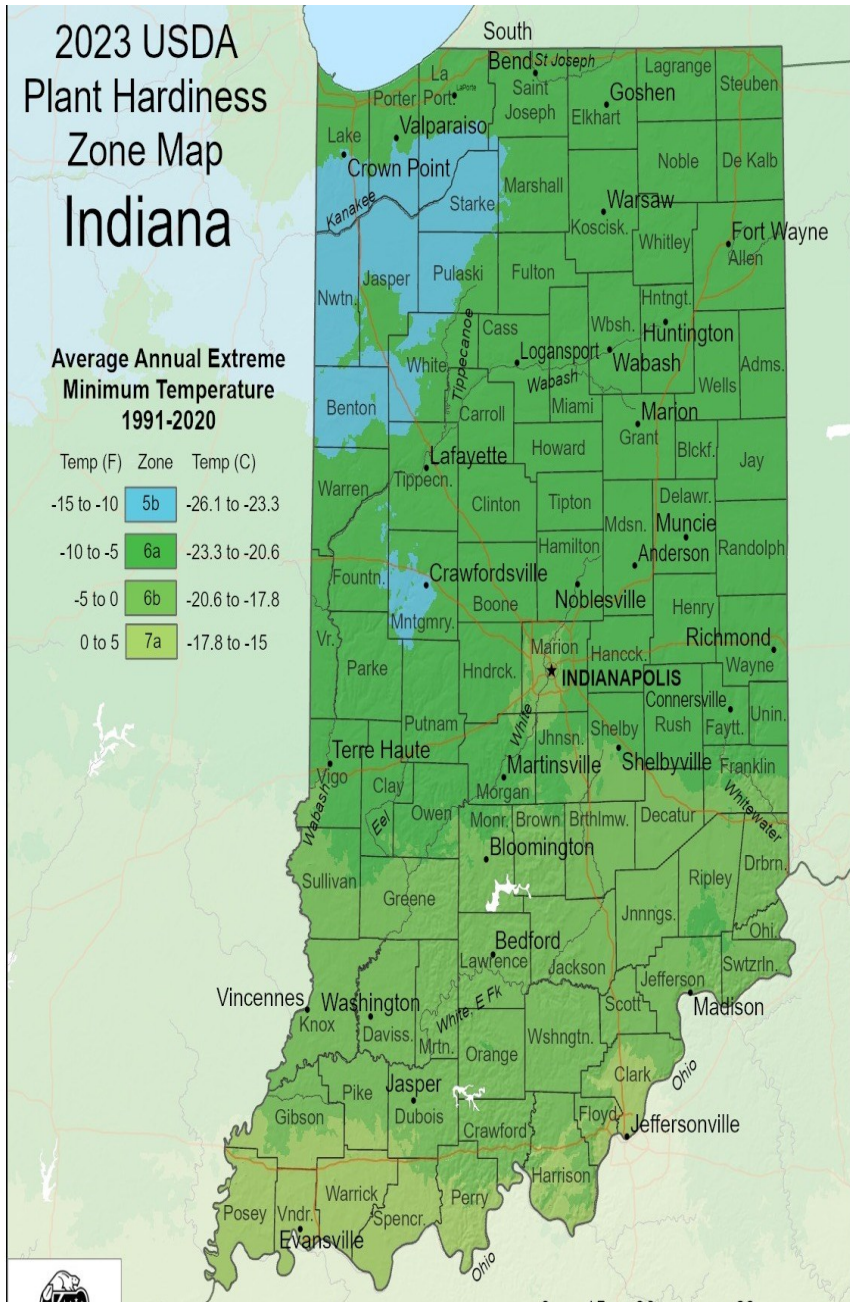 2023 USDA
Plant Hardiness
Zone Map
Indiana
Average Annual Extreme
Minimum Temperature
1991-2020
Temp (F) Zone Temp (C)
-15 to -10 5b -26.1 to -23.3
-10 to -5 6a -23.3 to -20.6
-5 to 0 6b -20.6 to -17.8
0 to 5 7a -17.8 to -15
South
Bend
St Joseph
La
Port.
LaPorte
Porter
Saint
Joseph
Lagrange
Steuben
Goshen
Elkhart
Lake
Valparaiso
Crown Point
Noble
De Kalb
Marshall
Kanakee
Starke
Warsaw
Koscisk.
Whitley
Fort Wayne
Allen
Nwtn.
Jasper
Pulaski
Fulton
Hntngt.
Huntington
Cass
Wbsh.
Wabash
White
Tippecanoe
Logansport
Wabash
Miami
Wells
Adms.
Benton
Carroll
Marion
Grant
Blckf.
Jay
Howard
Lafayette
Tippecn.
Warren
Clinton
Tipton
Delawr.
Mdsn.
Muncie
Randolph
Hamilton
Anderson
Fountn.
Crawfordsville
Mntgmry.
Boone
Noblesville
Henry
Vr.
Parke
Hndrck.
Marion
Hancck.
Richmond
Wayne
INDIANAPOLIS
Putnam
White
Connersville
Shelby
Rush
Faytt.
Unin.
Terre Haute
Vigo
Jhnsn.
Shelbyville
Franklin
Clay
Martinsville
Morgan
Whitewater
Wabash
Eel
Owen
Monr.
Brown
Brthlmw.
Decatur
Bloomington
Drbrn.
Sullivan
Greene
Ripley
Jnnngs.
Ohi.
Bedford
Lawrence
Jackson
Jefferson
Swtzrln.
Vincennes
Knox
Washington
Daviss.
White, E Fk
Mrtn.
Scott
Madison
Orange
Wshngtn.
Clark
Ohio
Pike
Jasper
Dubois
Gibson
Crawford
Floyd
Jeffersonville
Harrison
Posey
Vndr.
Warrick
Spencr.
Perry
Evansville
Ohio